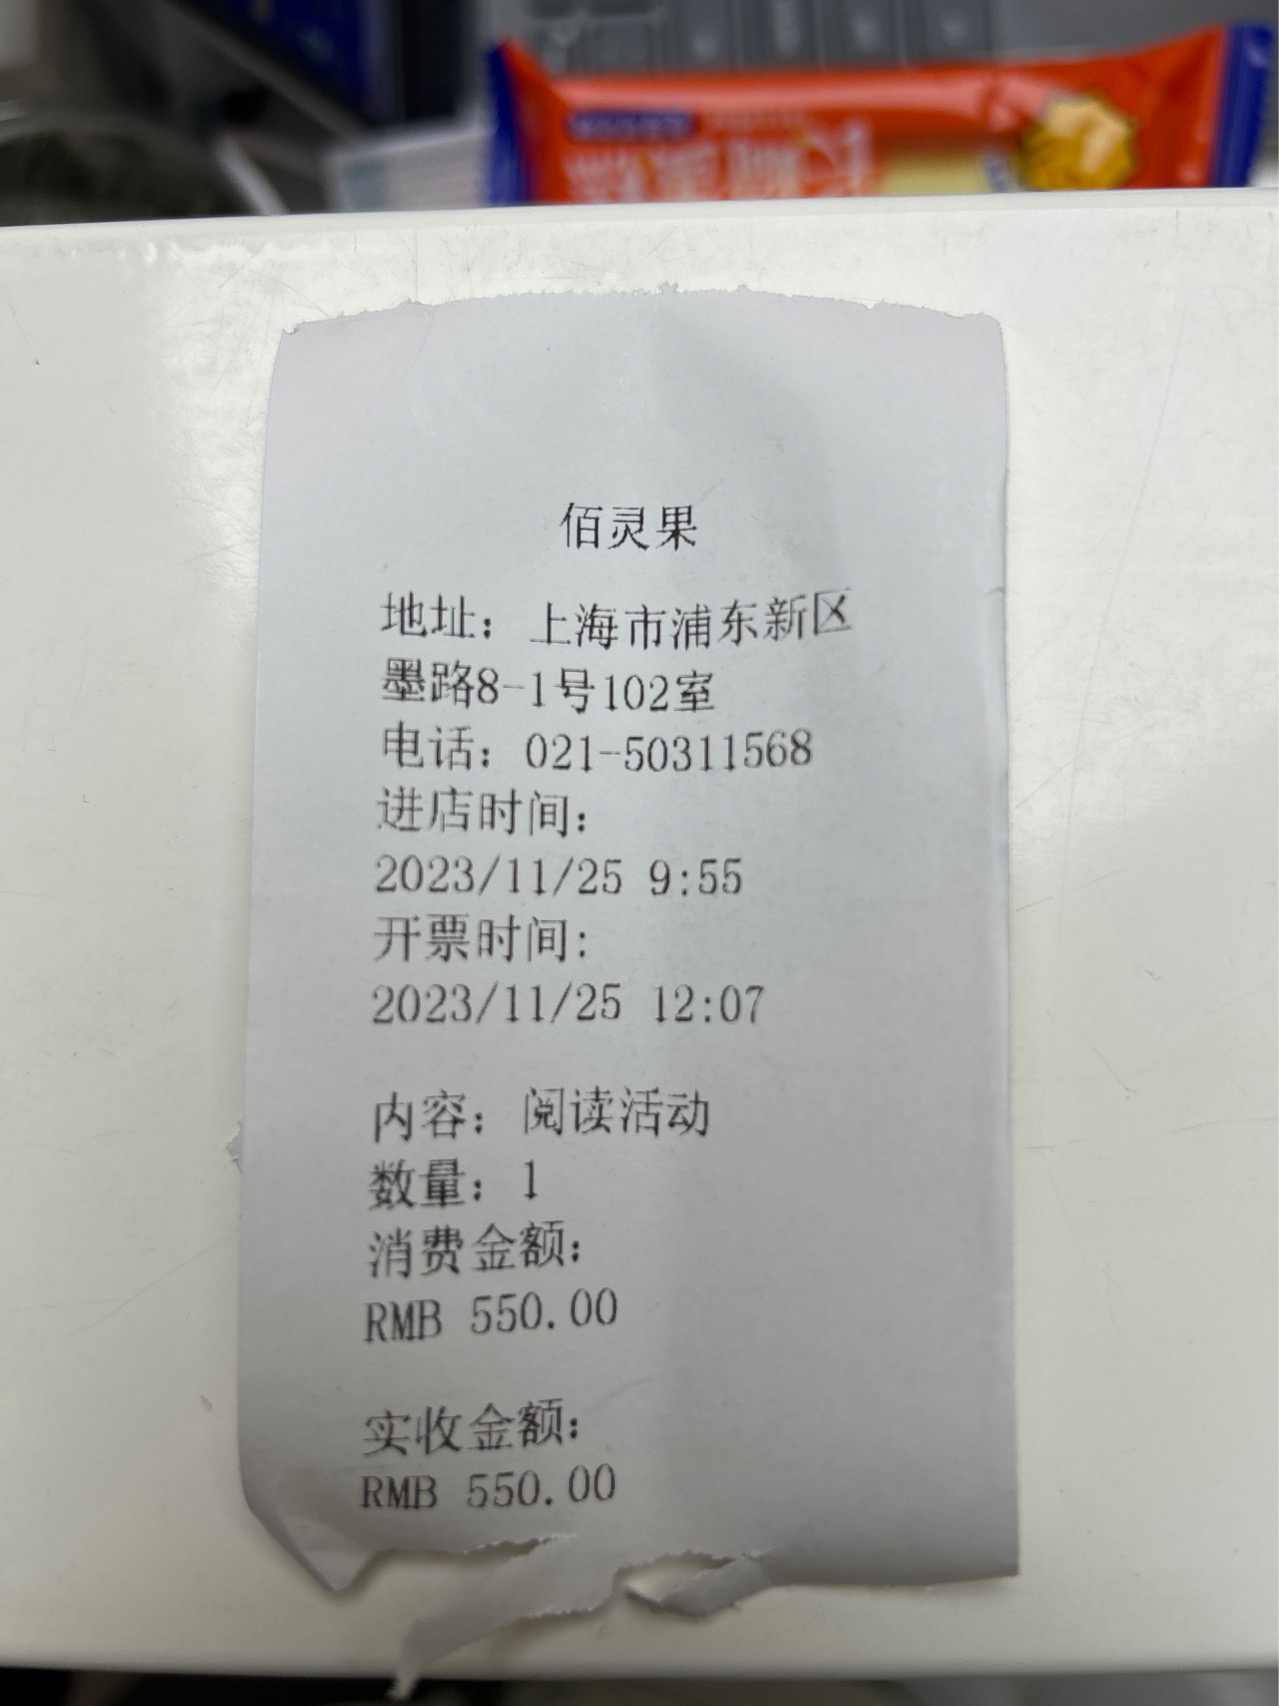 佰灵果
地址：上海市浦东新区
墨路8-1号102室
电话：021-50311568
进店时间：
2023/11/25 9:55
开票时间：
2023/11/25 12:07
内容：阅读活动
数量：1
消费金额：
RMB 550.00
实收金额：
RMB 550.00